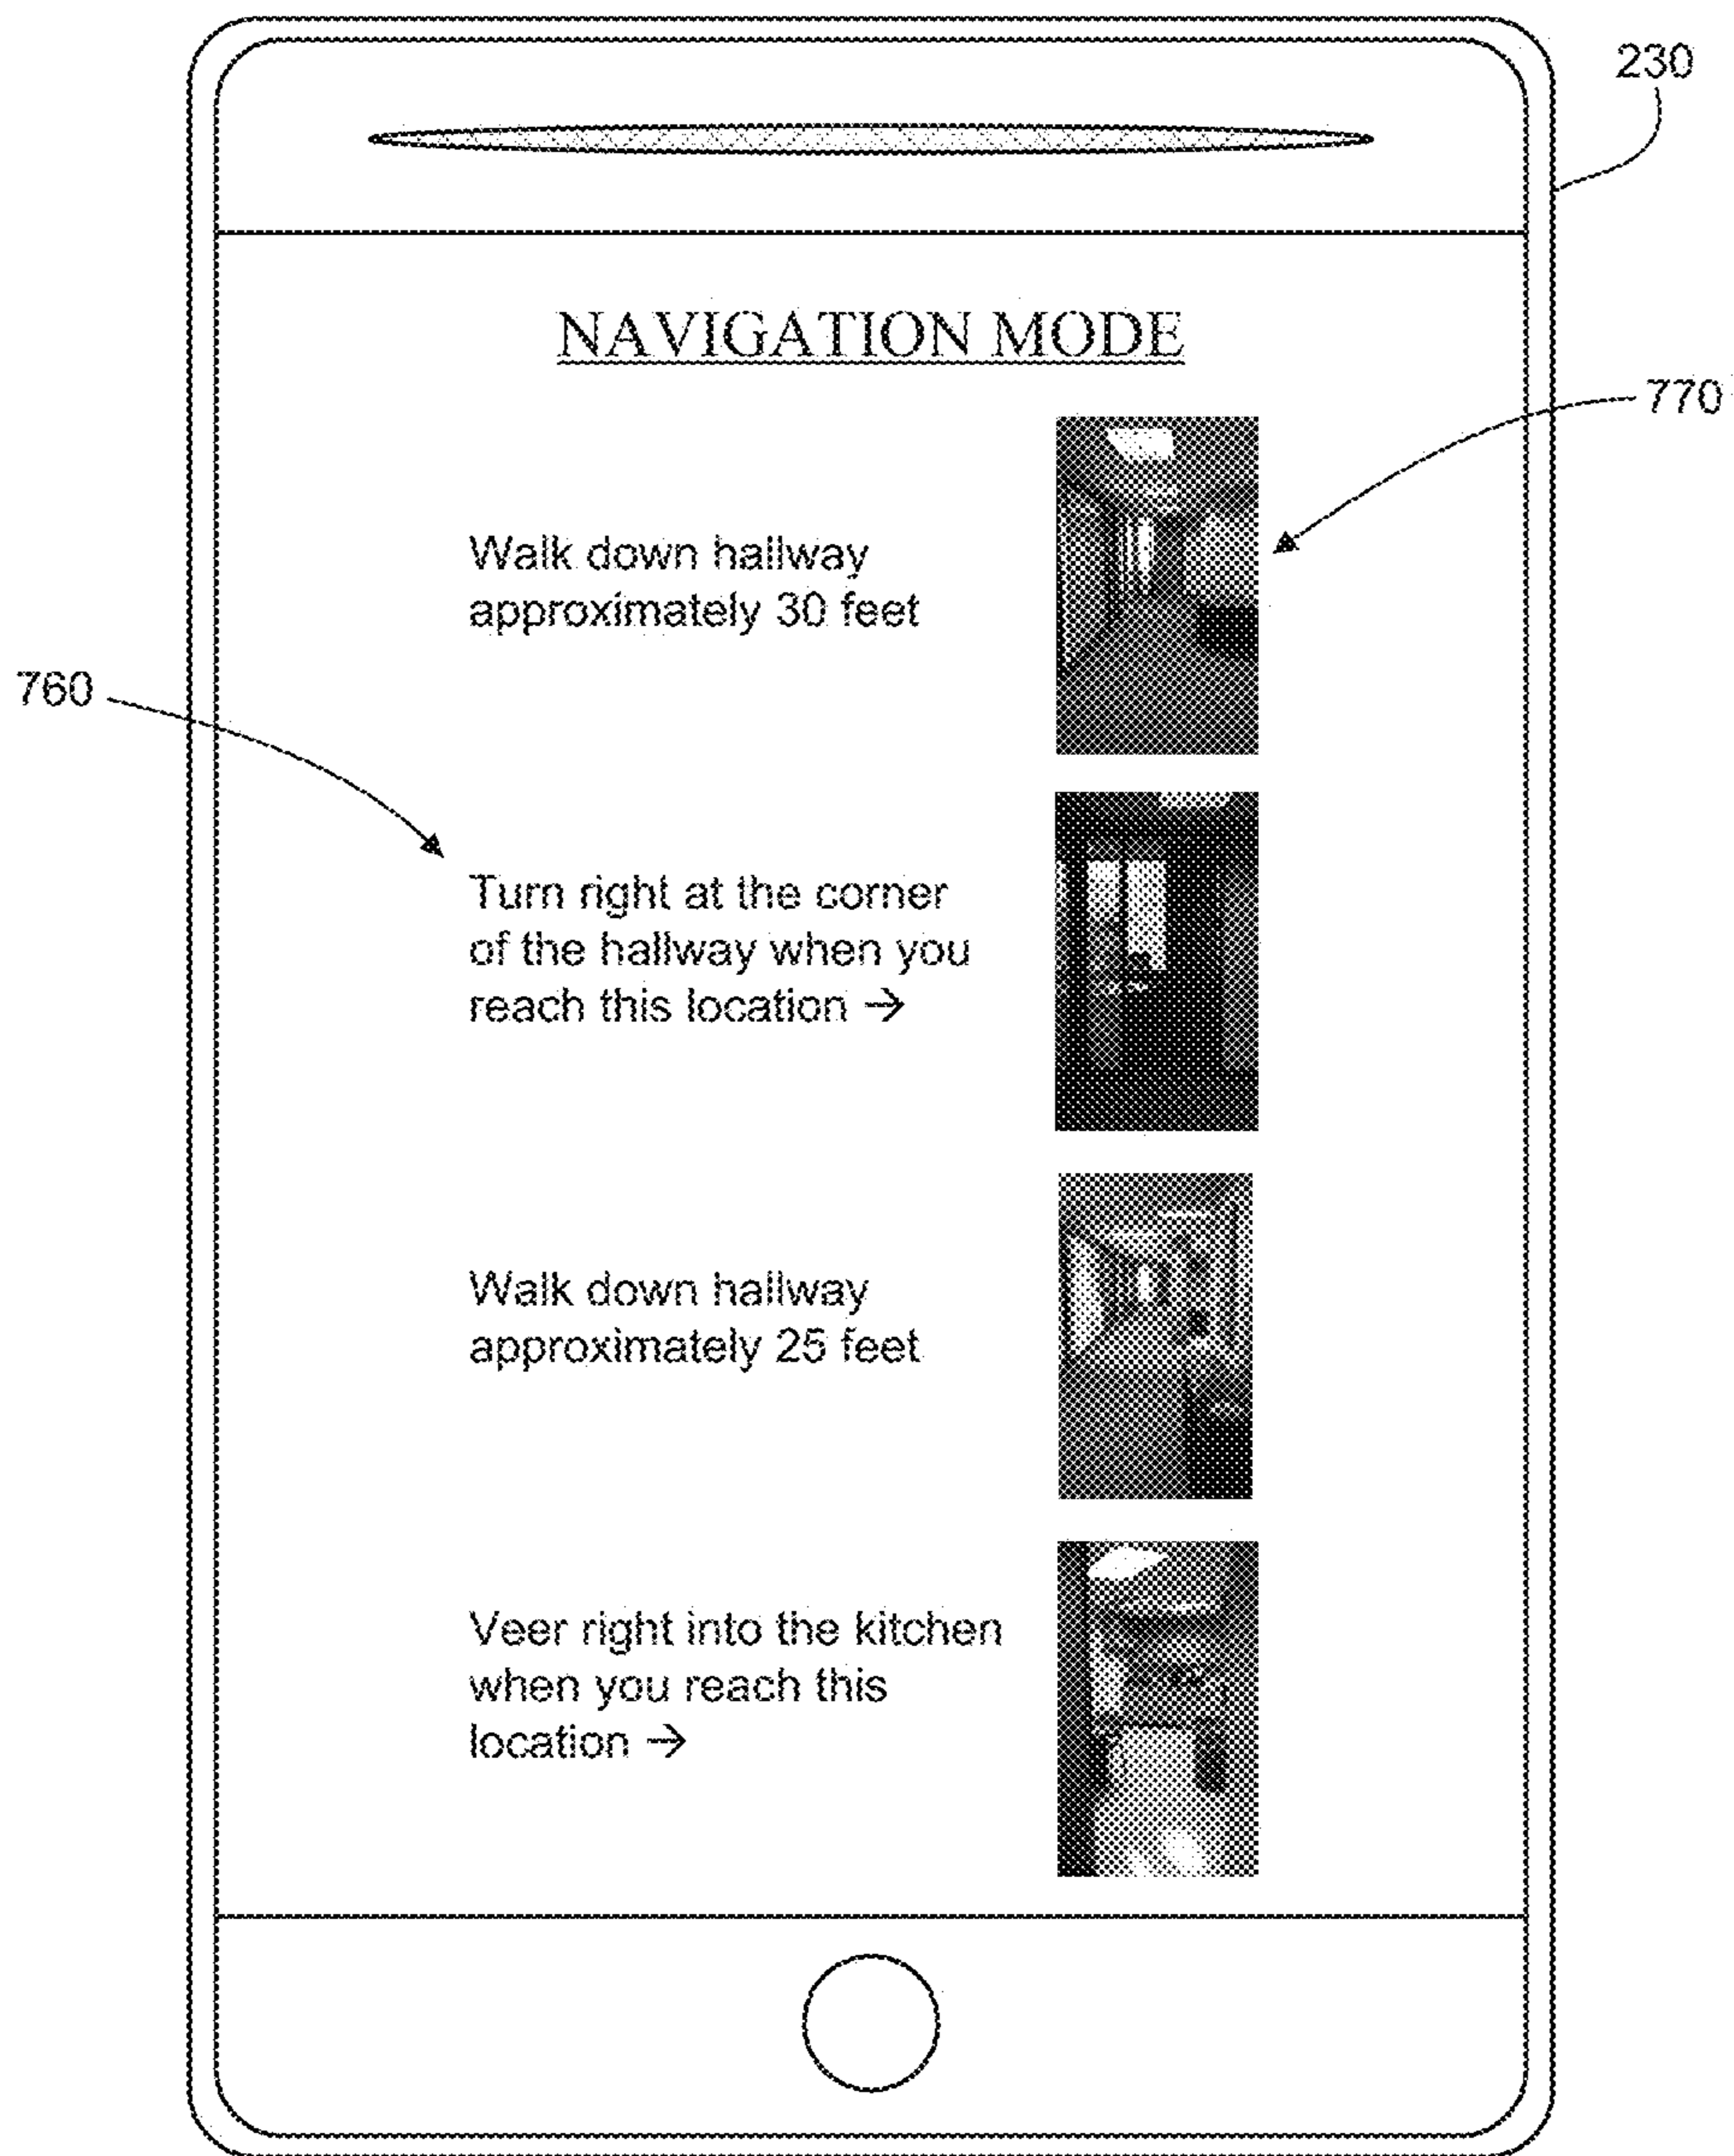 230
NAVIGATION MODE
770
Walk down hallway
approximately 30 feet
760
Turn right at the corner
of the hallway when you
reach this location →
Walk down hallway
approximately 25 feet
Veer right into the kitchen
when you reach this
location →